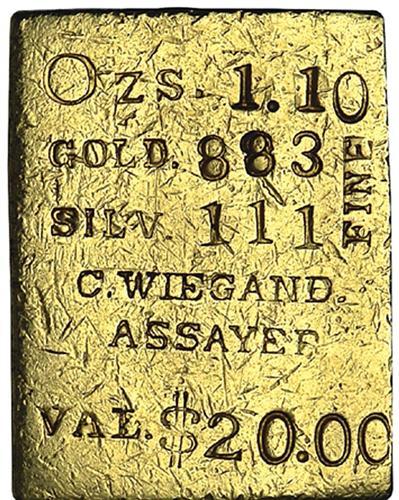 OZS. 1.10
GOLD. 883 FINE
SILV. 111
C. WIEGAND
ASSAYER
VAL. $20.00